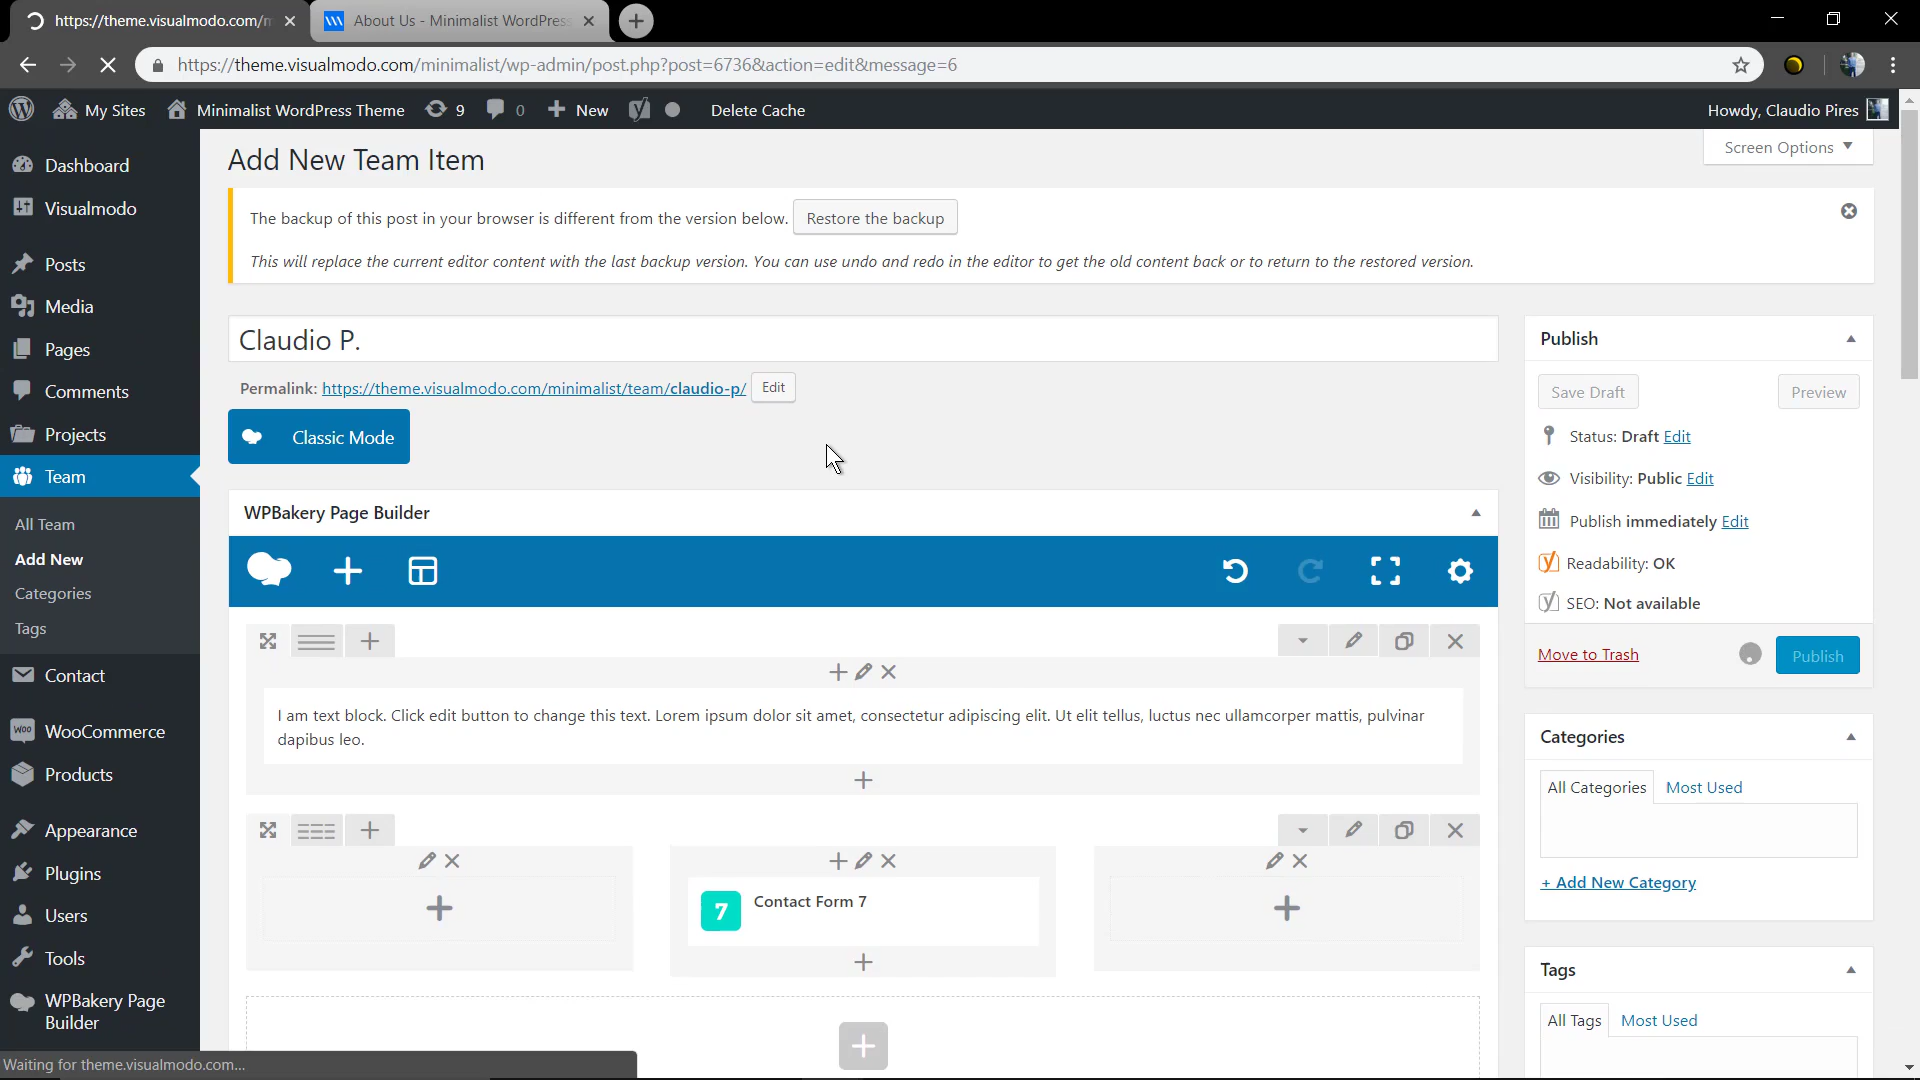 https://theme.visualmodo.com/m
About Us - Minimalist WordPress
https://theme.visualmodo.com/minimalist/wp-admin/post.php?post=6736&action=edit&message=6
My Sites
Minimalist WordPress Theme
9
0
New
Delete Cache
Howdy, Claudio Pires
Dashboard
Visualmodo
Posts
Media
Pages
Comments
Projects
Team
All Team
Add New
Categories
Tags
Contact
WooCommerce
Products
Appearance
Plugins
Users
Tools
WPBakery Page
Builder
Add New Team Item
Screen Options
The backup of this post in your browser is different from the version below. Restore the backup
This will replace the current editor content with the last backup version. You can use undo and redo in the editor to get the old content back or to return to the restored version.
Claudio P.
Permalink: https://theme.visualmodo.com/minimalist/team/claudio-p/ Edit
Classic Mode
WPBakery Page Builder
I am text block. Click edit button to change this text. Lorem ipsum dolor sit amet, consectetur adipiscing elit. Ut elit tellus, luctus nec ullamcorper mattis, pulvinar
dapibus leo.
7 Contact Form 7
Publish
Save Draft Preview
Status: Draft Edit
Visibility: Public Edit
Publish immediately Edit
Readability: OK
SEO: Not available
Move to Trash Publish
Categories
All Categories Most Used
+ Add New Category
Tags
All Tags Most Used
Waiting for theme.visualmodo.com...